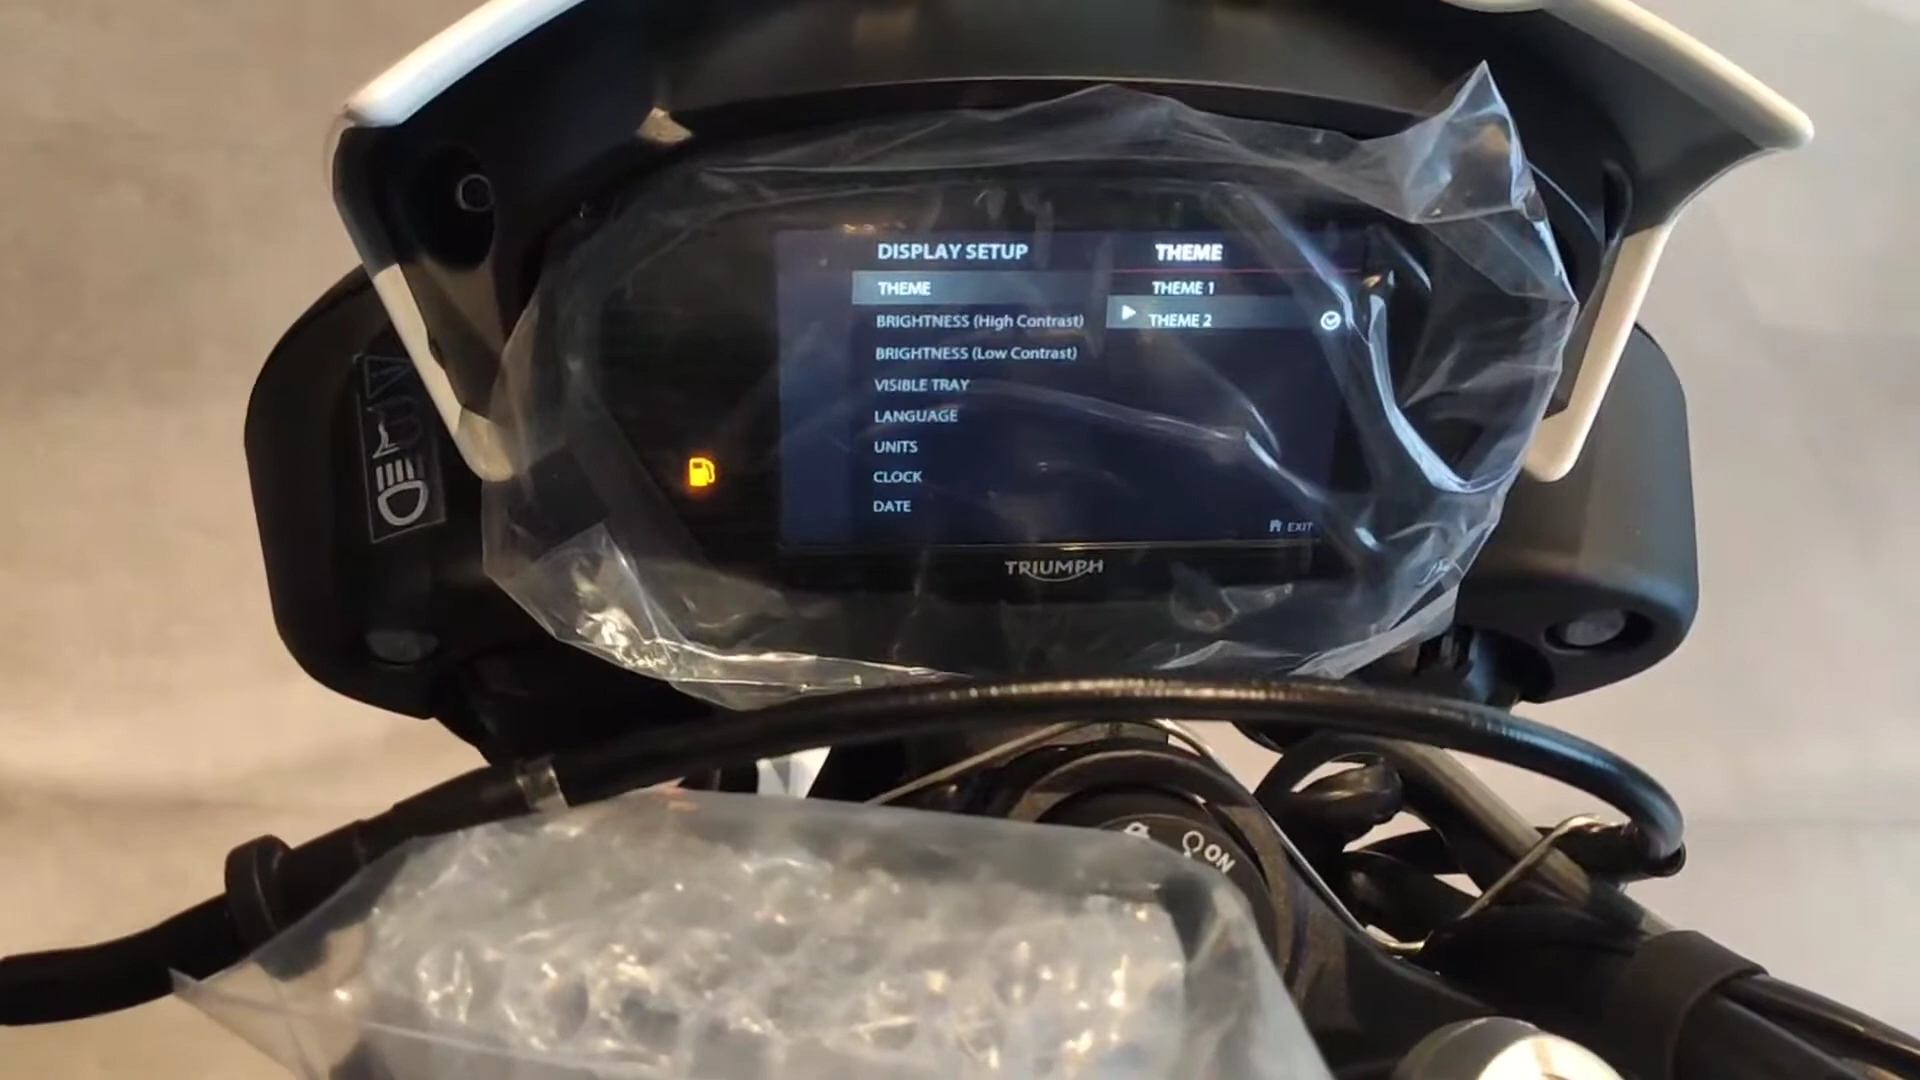 DISPLAY SETUP
THEME
BRIGHTNESS (High Contrast)
BRIGHTNESS (Low Contrast)
VISIBLE TRAY
LANGUAGE
UNITS
CLOCK
DATE
THEME
THEME 1
THEME 2
EXIT
TRIUMPH
ON